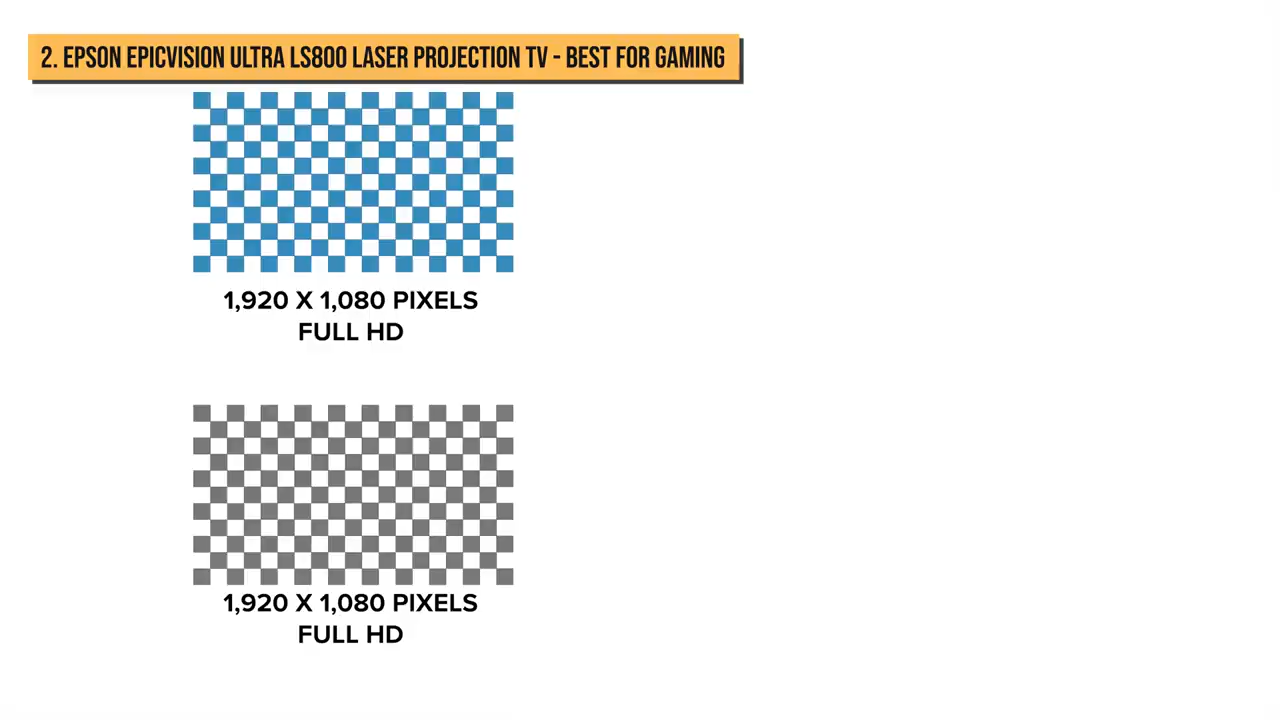 2. EPSON EPICVISION ULTRA LS800 LASER PROJECTION TV - BEST FOR GAMING
1,920 X 1,080 PIXELS
FULL HD
1,920 X 1,080 PIXELS
FULL HD